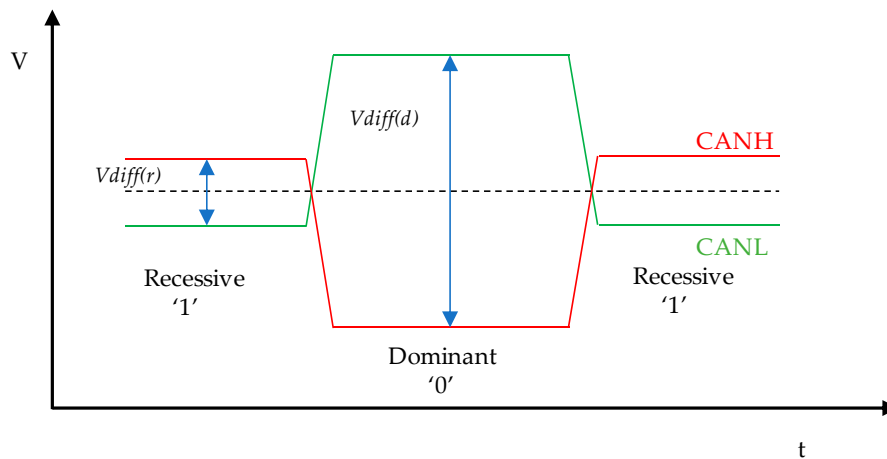 V
Vdiff(d)
CANH
Vdiff(r)
CANL
Recessive
‘1’
Recessive
‘1’
Dominant
‘0’
t